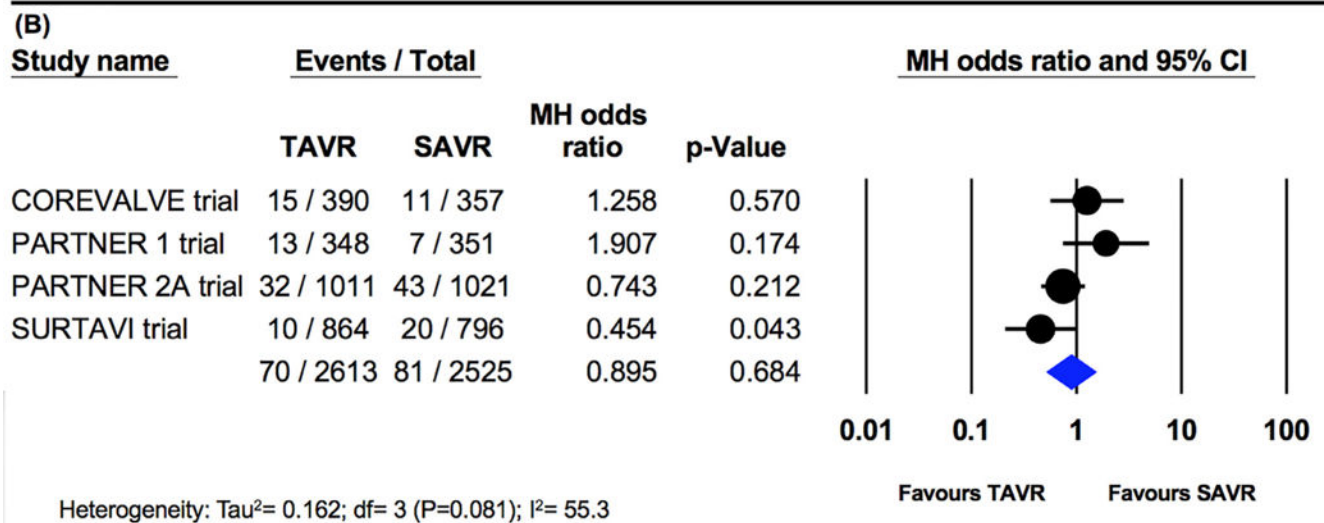 (B)
Study name Events / Total MH odds ratio and 95% CI
MH odds
TAVR SAVR ratio p-Value
COREVALVE trial 15 / 390 11 / 357 1.258 0.570
PARTNER 1 trial 13 / 348 7 / 351 1.907 0.174
PARTNER 2A trial 32 / 1011 43 / 1021 0.743 0.212
SURTAVI trial 10 / 864 20 / 796 0.454 0.043
70 / 2613 81 / 2525 0.895 0.684
0.01 0.1 1 10 100
Favours TAVR Favours SAVR
Heterogeneity: Tau²= 0.162; df= 3 (P=0.081); I²= 55.3